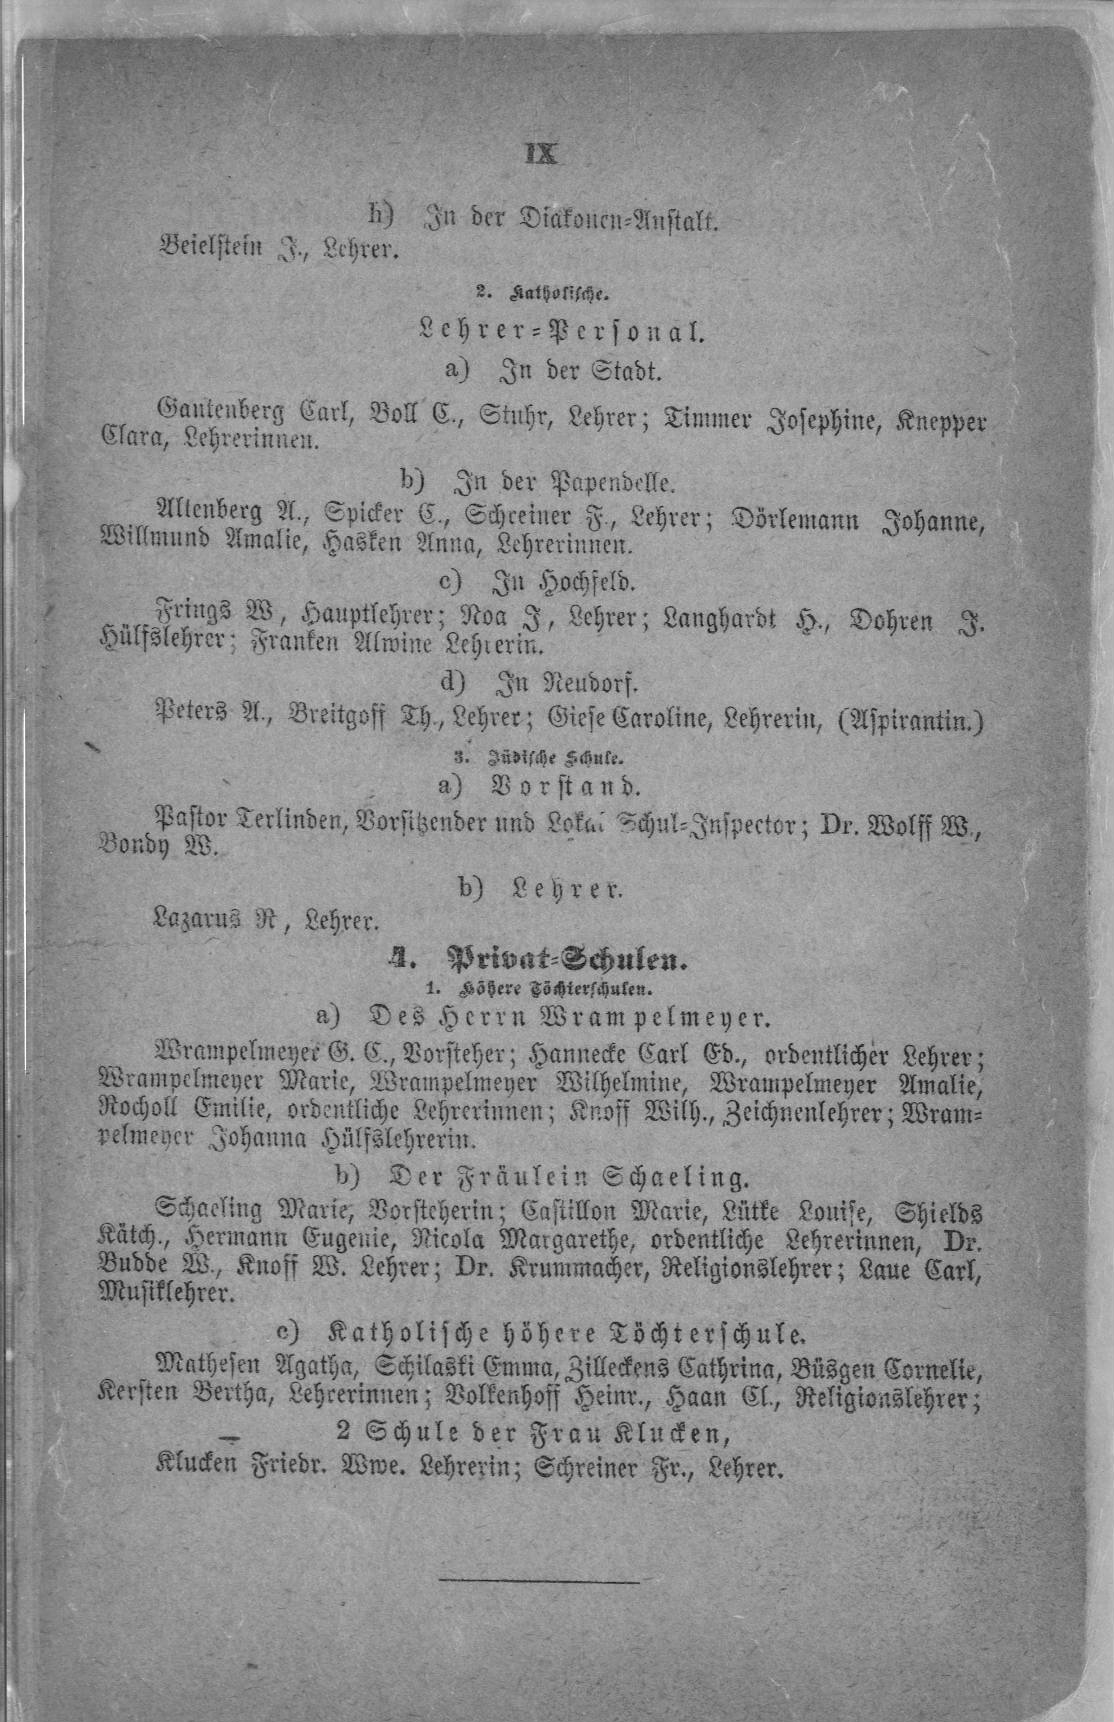 IX
h) In der Diakonen-Anstalt.
Beielstein J., Lehrer.
2. Katholische.
Lehrer-Personal.
a) In der Stadt.
Gantenberg Carl, Boll C., Stuhr, Lehrer; Timmer Josephine, Knepper
Clara, Lehrerinnen.
b) In der Papendelle.
Altenberg A., Spicker C., Schreiner F., Lehrer; Dörlemann Johanne,
Willmund Amalie, Hasken Anna, Lehrerinnen.
c) In Hochfeld.
Frings W, Hauptlehrer; Noa J, Lehrer; Langhardt H., Dohren J.
Hülfslehrer; Franken Alwine Lehrerin.
d) In Neudorf.
Peters A., Breitgoff Th., Lehrer; Giese Caroline, Lehrerin, (Aspirantin.)
3. Jüdische Schule.
a) Vorstand.
Pastor Terlinden, Vorsitzender und Lokal Schul-Inspector; Dr. Wolff W.,
Bondy W.
b) Lehrer.
Lazarus R, Lehrer.
4. Privat-Schulen.
1. Höhere Töchterschulen.
a) Des Herrn Wrampelmeyer.
Wrampelmeyer G. C., Vorsteher; Hannecke Carl Ed., ordentlicher Lehrer;
Wrampelmeyer Marie, Wrampelmeyer Wilhelmine, Wrampelmeyer Amalie,
Rocholl Emilie, ordentliche Lehrerinnen; Knoff Wilh., Zeichnenlehrer; Wram-
pelmeyer Johanna Hülfslehrerin.
b) Der Fräulein Schaeling.
Schaeling Marie, Vorsteherin; Castillon Marie, Lütke Louise, Shields
Kätch., Hermann Eugenie, Nicola Margarethe, ordentliche Lehrerinnen, Dr.
Budde W., Knoff W. Lehrer; Dr. Krummacher, Religionslehrer; Laue Carl,
Musiklehrer.
c) Katholische höhere Töchterschule.
Mathesen Agatha, Schilaski Emma, Zilleckens Cathrina, Büsgen Cornelie,
Kersten Bertha, Lehrerinnen; Volkenhoff Heinr., Haan Cl., Religionslehrer;
2 Schule der Frau Klucken,
Klucken Friedr. Wwe. Lehrerin; Schreiner Fr., Lehrer.